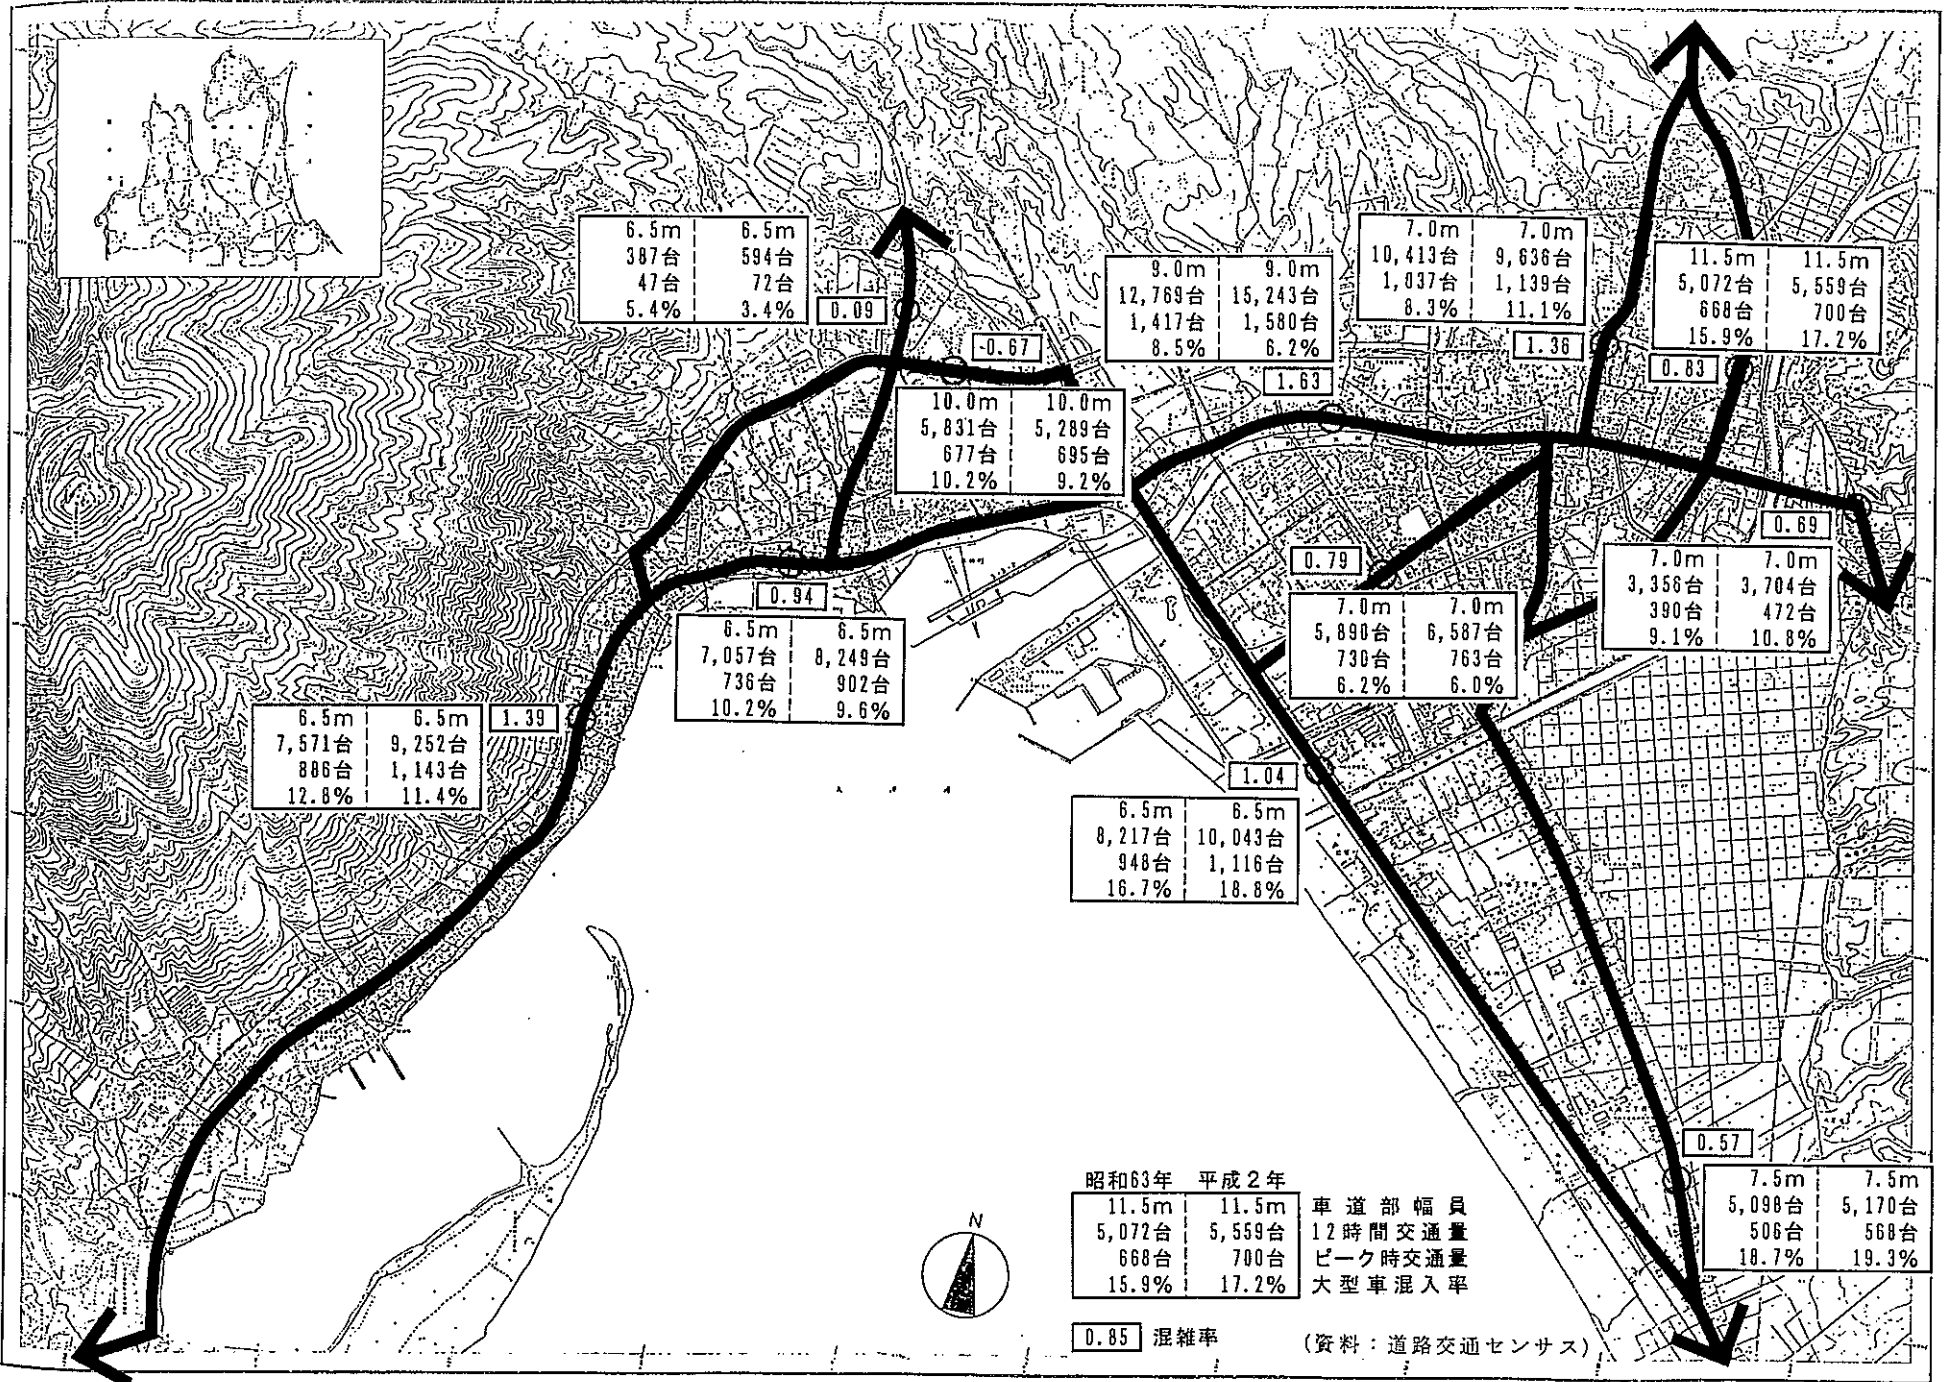 6.5m 6.5m
387台 594台
47台 72台
5.4% 3.4%
0.09
9.0m 9.0m
12,769台 15,243台
1,417台 1,580台
8.5% 6.2%
1.63
7.0m 7.0m
10,413台 9,636台
1,037台 1,139台
8.3% 11.1%
1.36
11.5m 11.5m
5,072台 5,559台
668台 700台
15.9% 17.2%
0.83
0.67
10.0m 10.0m
5,831台 5,289台
677台 695台
10.2% 9.2%
0.69
7.0m 7.0m
3,356台 3,704台
390台 472台
9.1% 10.8%
0.79
7.0m 7.0m
5,890台 6,587台
730台 763台
6.2% 6.0%
0.94
6.5m 6.5m
7,057台 8,249台
736台 902台
10.2% 9.6%
6.5m 6.5m
7,571台 9,252台
886台 1,143台
12.8% 11.4%
1.39
1.04
6.5m 6.5m
8,217台 10,043台
948台 1,116台
16.7% 18.8%
0.57
7.5m 7.5m
5,098台 5,170台
506台 568台
18.7% 19.3%
N
昭和63年 平成2年
11.5m 11.5m 車道部幅員
5,072台 5,559台 12時間交通量
668台 700台 ピーク時交通量
15.9% 17.2% 大型車混入率
0.85 混雑率 (資料:道路交通センサス)